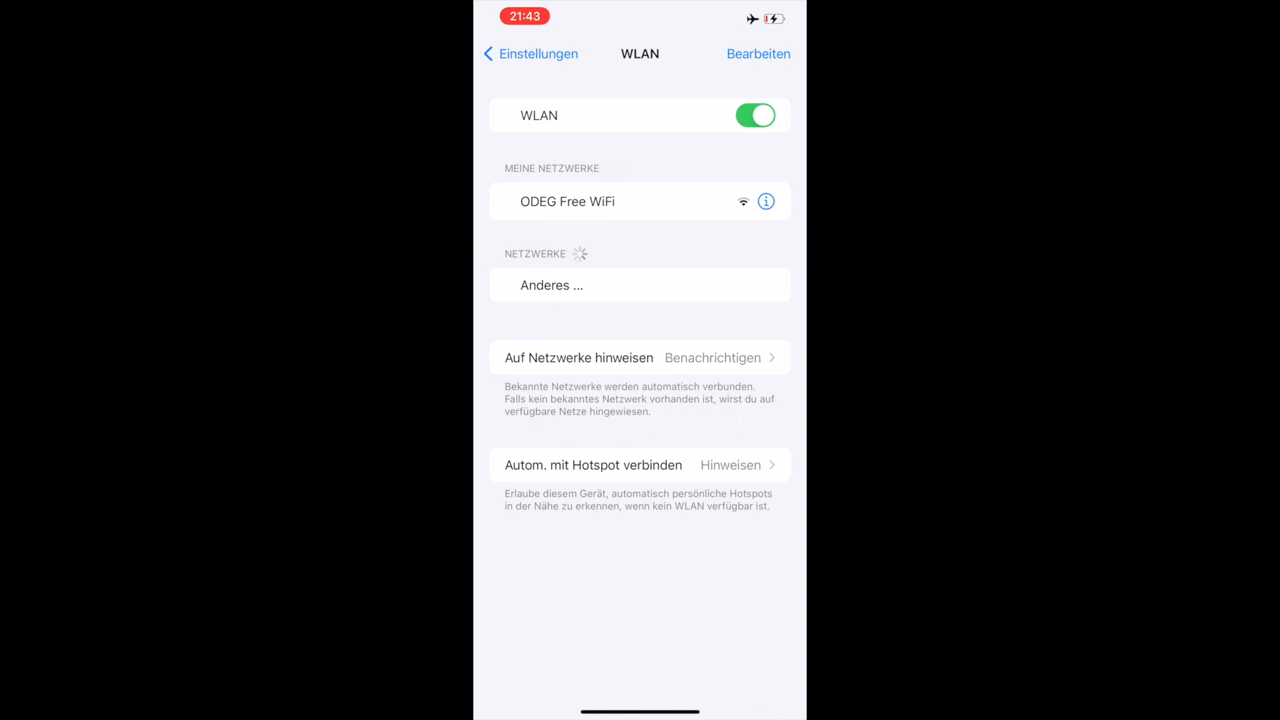 21:43
Einstellungen
WLAN
Bearbeiten
WLAN
MEINE NETZWERKE
ODEG Free WiFi
NETZWERKE
Anderes ...
Auf Netzwerke hinweisen Benachrichtigen
Bekannte Netzwerke werden automatisch verbunden.
Falls kein bekanntes Netzwerk vorhanden ist, wirst du auf
verfügbare Netze hingewiesen.
Autom. mit Hotspot verbinden Hinweisen
Erlaube diesem Gerät, automatisch persönliche Hotspots
in der Nähe zu erkennen, wenn kein WLAN verfügbar ist.